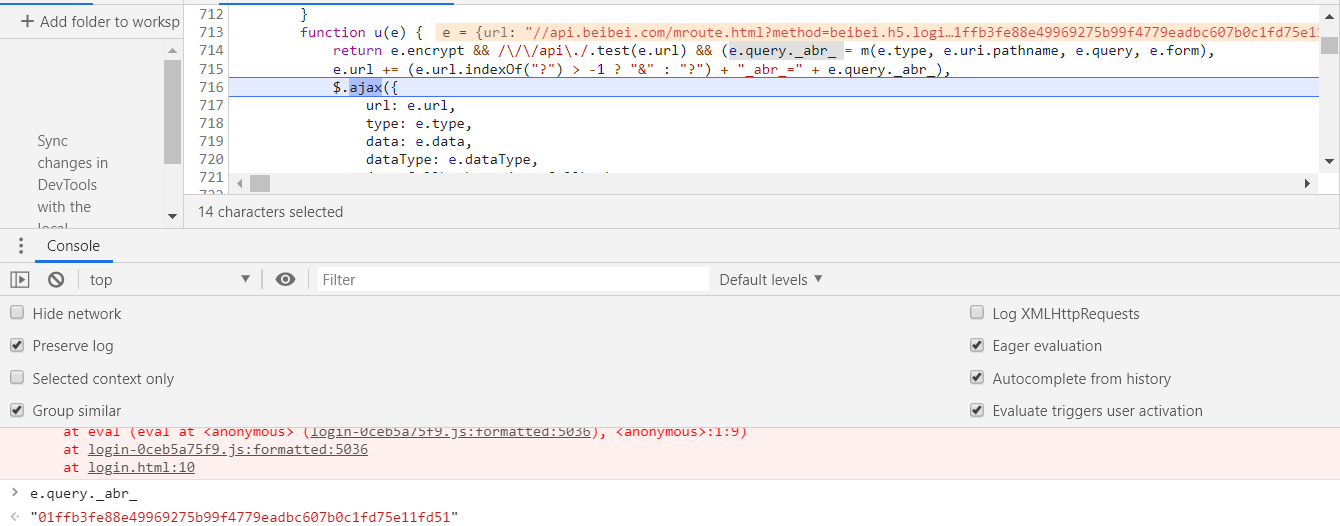 Add folder to worksp
Sync
changes in
DevTools
with the
712 }
713 function u(e) { e = {url: "//api.beibei.com/mroute.html?method=beibei.h5.logi…1ffb3fe88e49969275b99f4779eadbc607b0c1fd75e11
714 return e.encrypt && /\/\/api\./.test(e.url) && (e.query._abr_ = m(e.type, e.uri.pathname, e.query, e.form),
715 e.url += (e.url.indexOf("?") > -1 ? "&" : "?") + "_abr_=" + e.query._abr_),
716 $.ajax({
717 url: e.url,
718 type: e.type,
719 data: e.data,
720 dataType: e.dataType,
721
14 characters selected
Console
top
Filter
Default levels
Hide network
Log XMLHttpRequests
Preserve log
Eager evaluation
Selected context only
Autocomplete from history
Group similar
Evaluate triggers user activation
at eval (eval at <anonymous> (login-0ceb5a75f9.js:formatted:5036), <anonymous>:1:9)
at login-0ceb5a75f9.js:formatted:5036
at login.html:10
e.query._abr_
"01ffb3fe88e49969275b99f4779eadbc607b0c1fd75e11fd51"